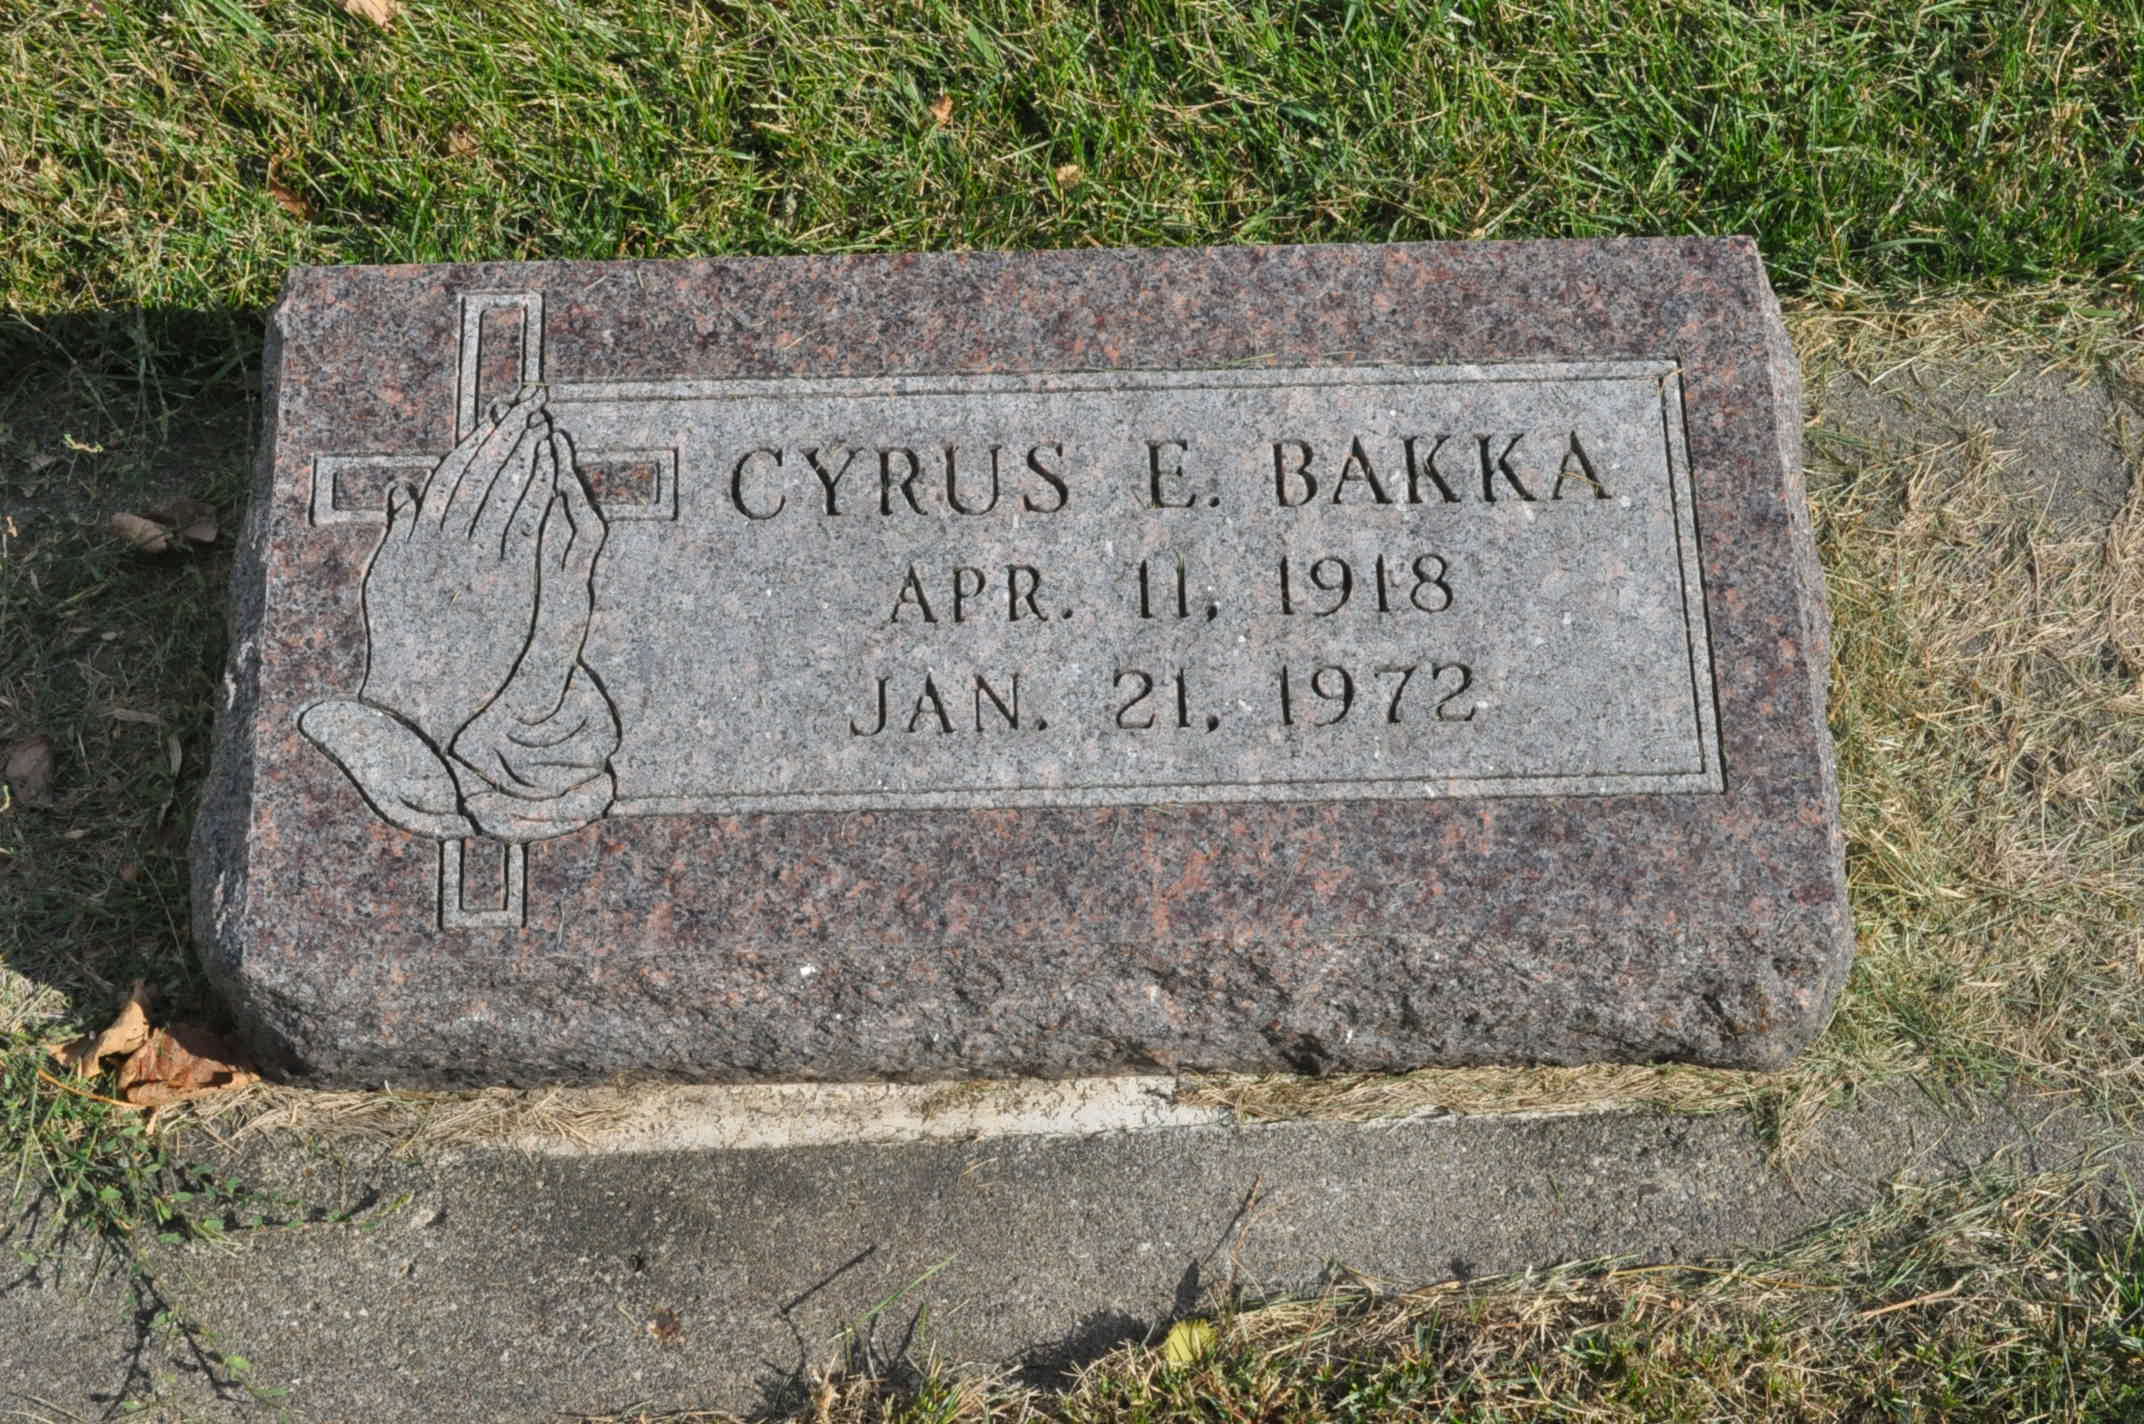 CYRUS E. BAKKA
APR. 11, 1918
JAN. 21, 1972